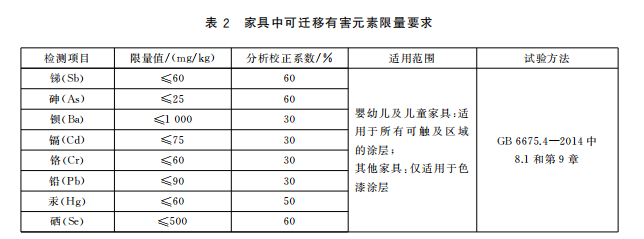 表 2 家具中可迁移有害元素限量要求
检测项目 限量值/(mg/kg) 分析校正系数/% 适用范围 试验方法
锑(Sb) ≤60 60
砷(As) ≤25 60
钡(Ba) ≤1 000 30
镉(Cd) ≤75 30
铬(Cr) ≤60 30
铅(Pb) ≤90 30
汞(Hg) ≤60 50
硒(Se) ≤500 60
婴幼儿及儿童家具:适
用于所有可触及区域
的涂层;
其他家具:仅适用于色
漆涂层
GB 6675.4—2014 中
8.1 和第 9 章